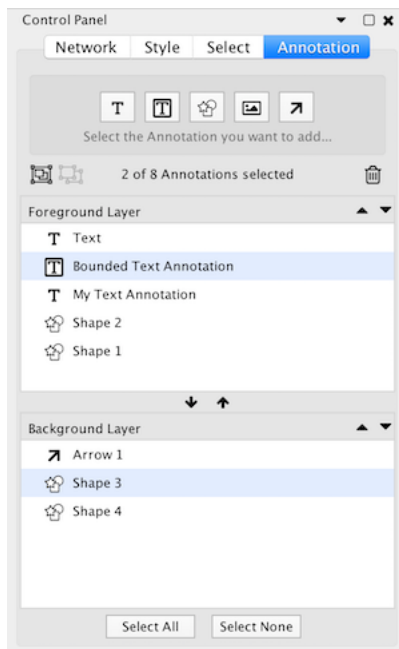 Control Panel
Network Style Select Annotation
Select the Annotation you want to add...
2 of 8 Annotations selected
Foreground Layer
Text
Bounded Text Annotation
My Text Annotation
Shape 2
Shape 1
Background Layer
Arrow 1
Shape 3
Shape 4
Select All Select None